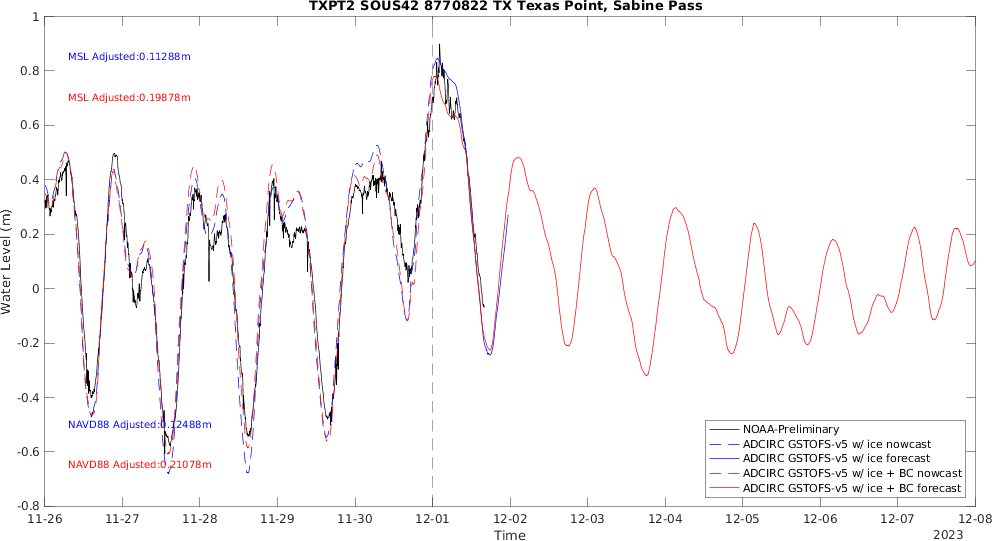 TXPT2 SOUS42 8770822 TX Texas Point, Sabine Pass
1
0.8
0.6
0.4
0.2
0
-0.2
-0.4
-0.6
-0.8
Water Level (m)
MSL Adjusted:0.11288m
MSL Adjusted:0.19878m
NAVD88 Adjusted:0.12488m
NAVD88 Adjusted:0.21078m
NOAA-Preliminary
ADCIRC GSTOFS-v5 w/ ice nowcast
ADCIRC GSTOFS-v5 w/ ice forecast
ADCIRC GSTOFS-v5 w/ ice + BC nowcast
ADCIRC GSTOFS-v5 w/ ice + BC forecast
11-26 11-27 11-28 11-29 11-30 12-01 12-02 12-03 12-04 12-05 12-06 12-07 12-08
Time
2023